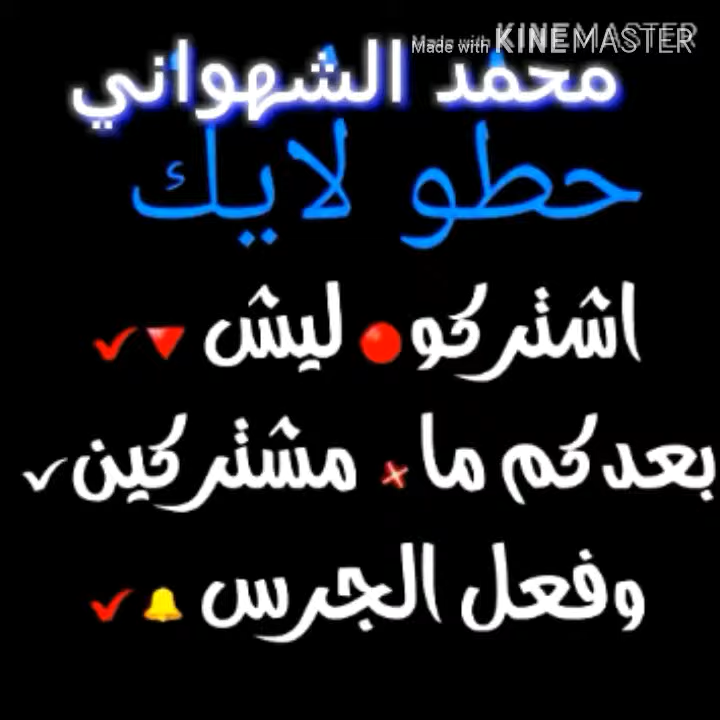 Made with KINEMASTER
محمد الشهواني
حطو لايك
اشتركو🔴 ليش 🔻✔
بعدكم ما❌ مشتركين✔
وفعل الجرس 🔔✔